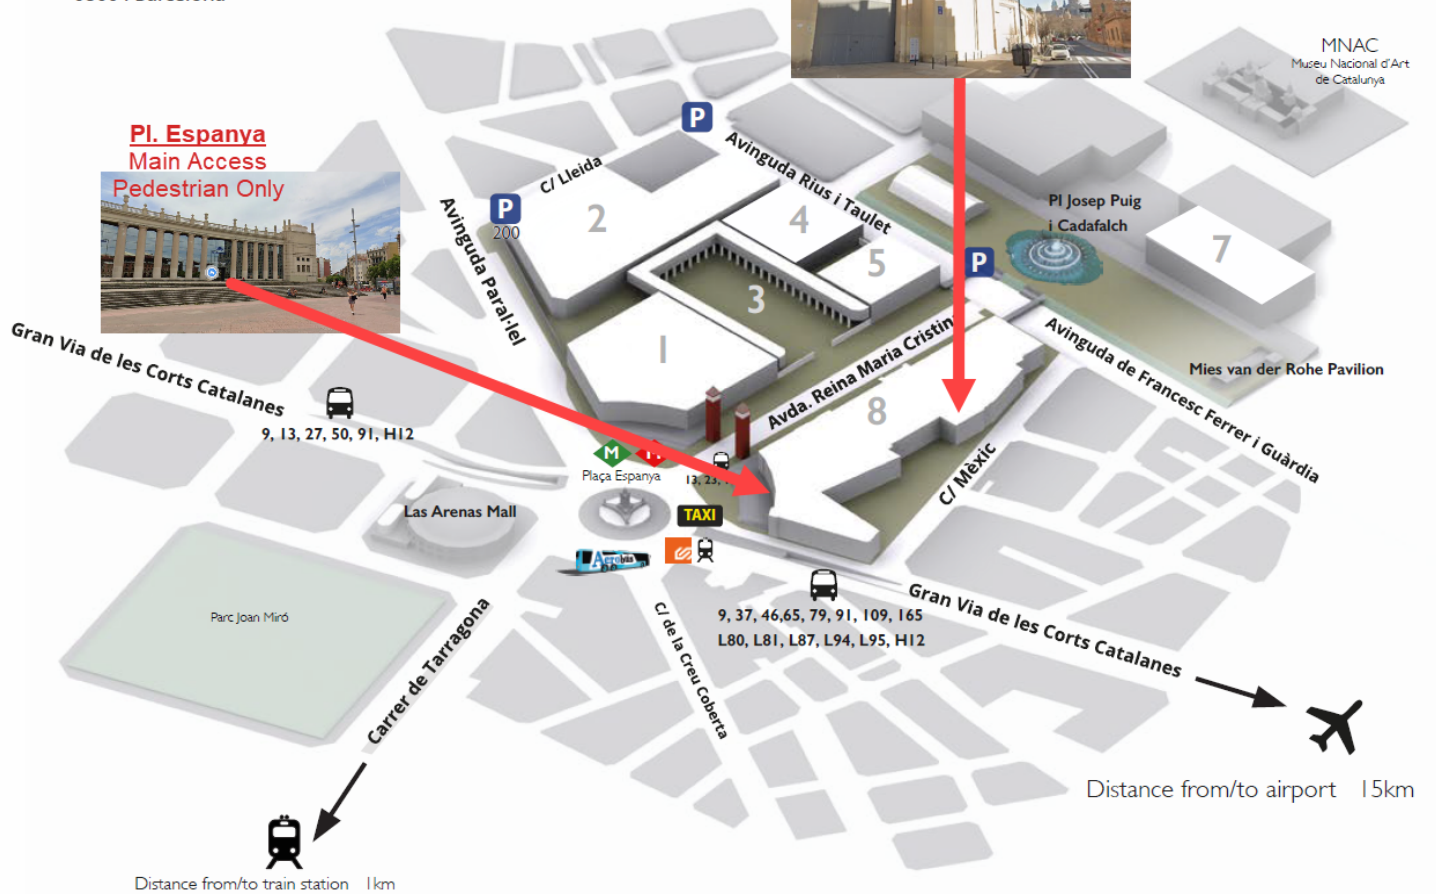 Pl. Espanya
Main Access
Pedestrian Only
MNAC
Museu Nacional d'Art
de Catalunya
P
C/ Lleida
Avinguda Rius i Taulet
P
200
2
4
5
3
1
Avinguda Paral·lel
Pl Josep Puig
i Cadafalch
7
P
Gran Via de les Corts Catalanes
9, 13, 27, 50, 91, H12
Avda. Reina Maria Cristina
8
Avinguda de Francesc Ferrer i Guàrdia
Mies van der Rohe Pavilion
M
Plaça Espanya
13, 23,
C/ Mèxic
TAXI
Las Arenas Mall
Aerobús
Parc Joan Miró
Carrer de Tarragona
C/ de la Creu Coberta
9, 37, 46,65, 79, 91, 109, 165
L80, L81, L87, L94, L95, H12
Gran Via de les Corts Catalanes
Distance from/to airport 15km
Distance from/to train station 1km